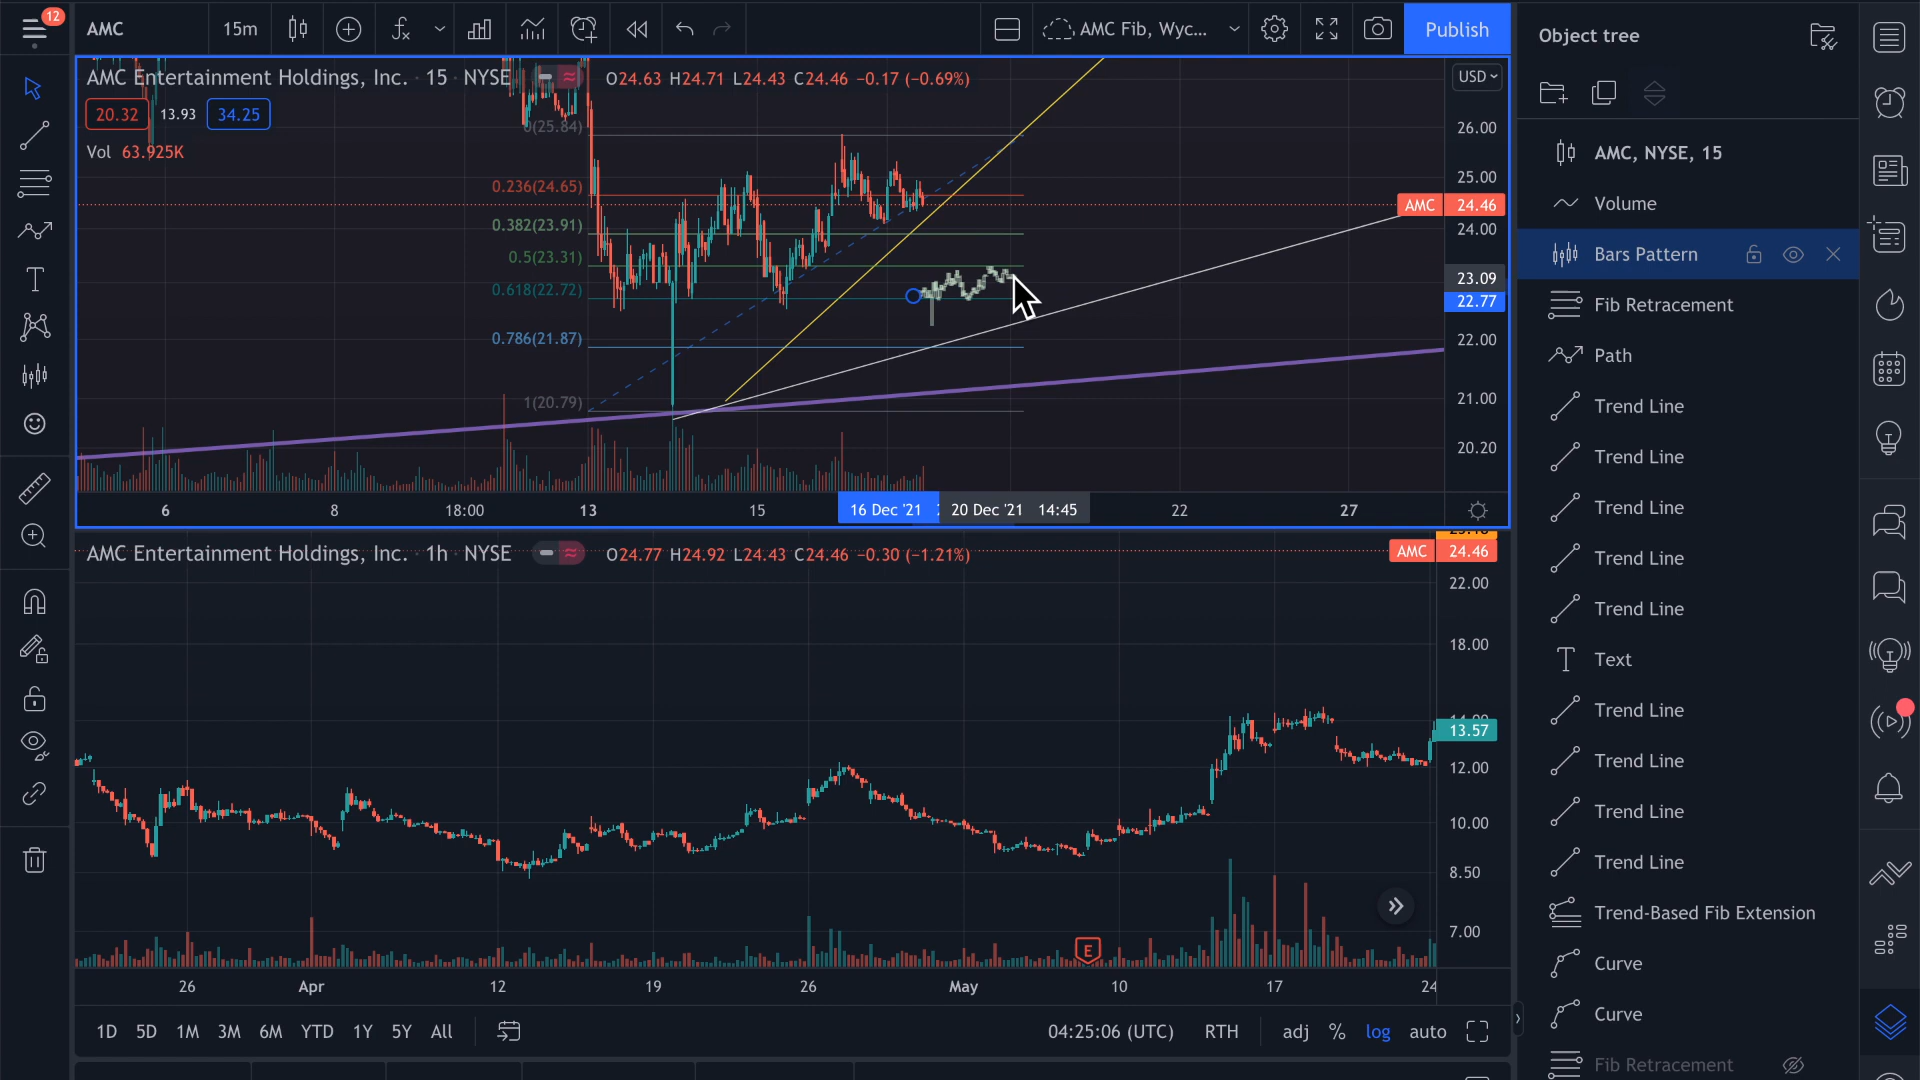 12
AMC
15m
AMC Fib, Wyc...
Publish
Object tree
AMC Entertainment Holdings, Inc. · 15 · NYSE
O24.63 H24.71 L24.43 C24.46 −0.17 (−0.69%)
USD
20.32
13.93
34.25
Vol 63.925K
0(25.84)
0.236(24.65)
0.382(23.91)
0.5(23.31)
0.618(22.72)
0.786(21.87)
1(20.79)
26.00
25.00
AMC 24.46
24.00
23.09
22.77
22.00
21.00
20.20
6
8
18:00
13
15
16 Dec '21
20 Dec '21 14:45
22
27
AMC Entertainment Holdings, Inc. · 1h · NYSE
O24.77 H24.92 L24.43 C24.46 −0.30 (−1.21%)
AMC 24.46
22.00
18.00
13.57
12.00
10.00
8.50
7.00
E
26
Apr
12
19
26
May
10
17
24
1D
5D
1M
3M
6M
YTD
1Y
5Y
All
04:25:06 (UTC)
RTH
adj
%
log
auto
AMC, NYSE, 15
Volume
Bars Pattern
Fib Retracement
Path
Trend Line
Trend Line
Trend Line
Trend Line
Trend Line
Text
Trend Line
Trend Line
Trend Line
Trend Line
Trend-Based Fib Extension
Curve
Curve
Fib Retracement